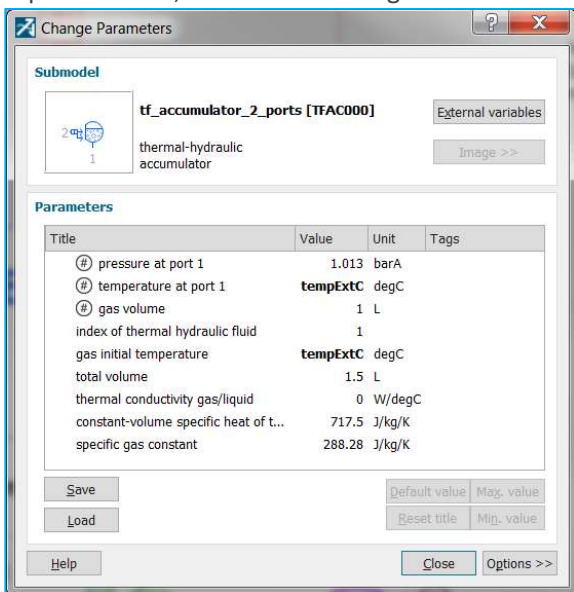 Change Parameters
Submodel
tf_accumulator_2_ports [TFAC000]
External variables
2
1
thermal-hydraulic
accumulator
Image >>
Parameters
Title Value Unit Tags
# pressure at port 1 1.013 barA
# temperature at port 1 tempExtC degC
# gas volume 1 L
index of thermal hydraulic fluid 1
gas initial temperature tempExtC degC
total volume 1.5 L
thermal conductivity gas/liquid 0 W/degC
constant-volume specific heat of t... 717.5 J/kg/K
specific gas constant 288.28 J/kg/K
Save Default value Max. value
Load Reset title Min. value
Help Close Options >>